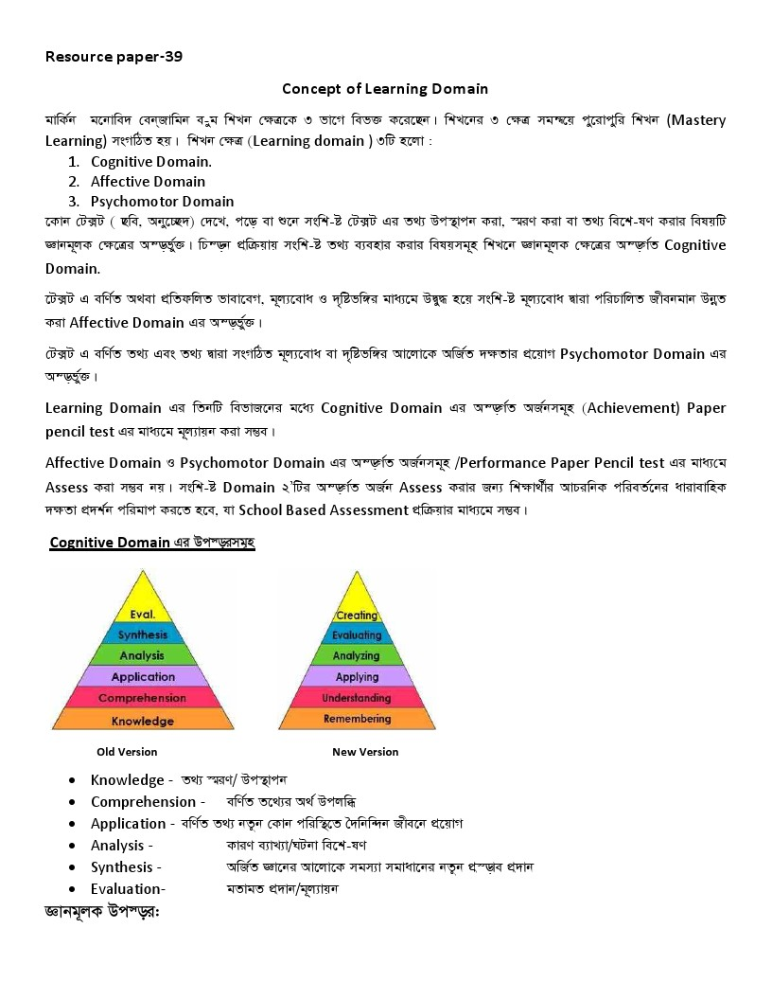 Resource paper-39
Concept of Learning Domain
মার্কিন মনোবিদ বেন্জামিন ব-ুম শিখন ক্ষেত্রকে ৩ ভাগে বিভক্ত করেছেন। শিখনের ৩ ক্ষেত্র সমন্বয়ে পুরোপুরি শিখন (Mastery
Learning) সংগঠিত হয়। শিখন ক্ষেত্র (Learning domain ) ৩টি হলো :
1. Cognitive Domain.
2. Affective Domain
3. Psychomotor Domain
কোন টেক্সট ( ছবি, অনুচ্ছেদ) দেখে, পড়ে বা শুনে সংশি-ষ্ট টেক্সট এর তথ্য উপস্থাপন করা, স্মরণ করা বা তথ্য বিশে-ষণ করার বিষয়টি
জ্ঞানমূলক ক্ষেত্রের অম্ড়র্ভুক্ত। চিম্ড়ন প্রক্রিয়ায় সংশি-ষ্ট তথ্য ব্যবহার করার বিষয়সমূহ শিখনে জ্ঞানমূলক ক্ষেত্রের অম্ড়র্গত Cognitive
Domain.
টেক্সট এ বর্ণিত অথবা প্রতিফলিত ভাবাবেগ, মূল্যবোধ ও দৃষ্টিভঙ্গির মাধ্যমে উদ্বুদ্ধ হয়ে সংশি-ষ্ট মূল্যবোধ দ্বারা পরিচালিত জীবনমান উন্নত
করা Affective Domain এর অম্ড়র্ভুক্ত।
টেক্সট এ বর্ণিত তথ্য এবং তথ্য দ্বারা সংগঠিত মূল্যবোধ বা দৃষ্টিভঙ্গির আলোকে অর্জিত দক্ষতার প্রয়োগ Psychomotor Domain এর
অম্ড়র্ভুক্ত।
Learning Domain এর তিনটি বিভাজনের মধ্যে Cognitive Domain এর অম্ড়র্গত অর্জনসমূহ (Achievement) Paper
pencil test এর মাধ্যমে মূল্যায়ন করা সম্ভব।
Affective Domain ও Psychomotor Domain এর অম্ড়র্গত অর্জনসমূহ /Performance Paper Pencil test এর মাধ্যমে
Assess করা সম্ভব নয়। সংশি-ষ্ট Domain ২'টির অম্ড়র্গত অর্জন Assess করার জন্য শিক্ষার্থীর আচরনিক পরিবর্তনের ধারাবাহিক
দক্ষতা প্রদর্শন পরিমাপ করতে হবে, যা School Based Assessment প্রক্রিয়ার মাধ্যমে সম্ভব।
Cognitive Domain এর উপস্ড়রসমূহ
Eval.
Synthesis
Analysis
Application
Comprehension
Knowledge
Creating
Evaluating
Analyzing
Applying
Understanding
Remembering
Old Version New Version
• Knowledge - তথ্য স্মরণ/ উপস্থাপন
• Comprehension - বর্ণিত তথ্যের অর্থ উপলব্ধি
• Application - বর্ণিত তথ্য নতুন কোন পরিস্থিতে দৈনিন্দিন জীবনে প্রয়োগ
• Analysis - কারণ ব্যাখ্যা/ঘটনা বিশে-ষণ
• Synthesis - অর্জিত জ্ঞানের আলোকে সমস্যা সমাধানের নতুন প্রস্ড়াব প্রদান
• Evaluation- মতামত প্রদান/মূল্যায়ন
জ্ঞানমূলক উপস্ড়র: